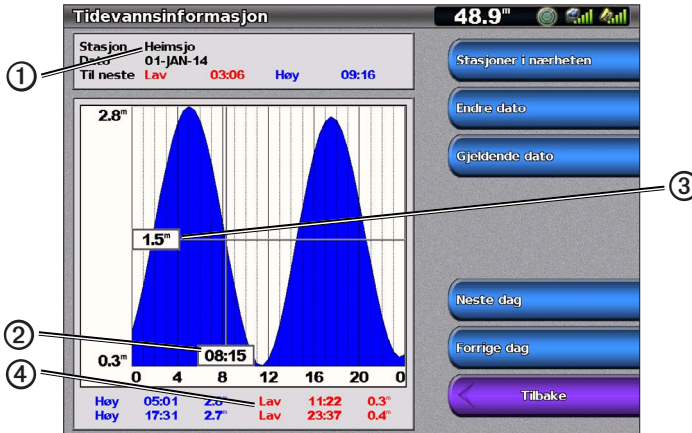 Tidevannsinformasjon 48.9"
Stasjon Heimsjo
Dato 01-JAN-14
Til neste Lav 03:06 Høy 09:16
Stasjoner i nærheten
Endre dato
Gjeldende dato
Neste dag
Forrige dag
Tilbake
2.8m
1.5m
08:15
0.3m
0 4 8 12 16 20 0
Høy 05:01 2.8m Lav 11:22 0.3m
Høy 17:31 2.7m Lav 23:37 0.4m
1
2
3
4